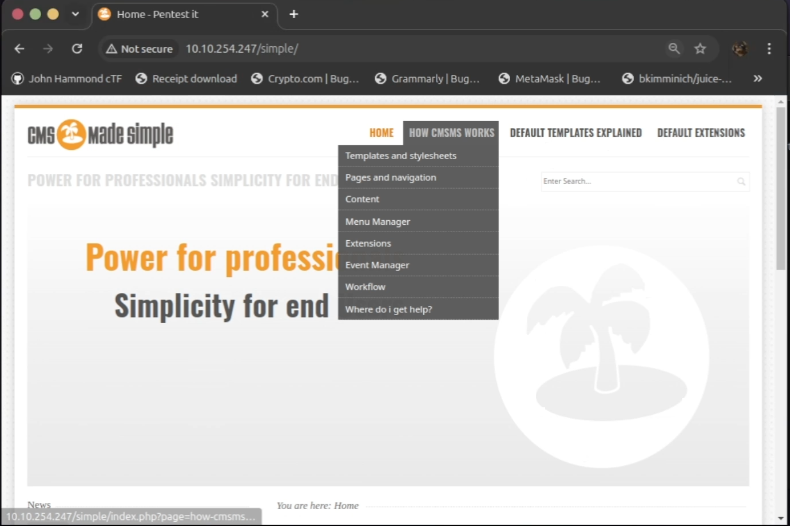 Home - Pentest it
Not secure 10.10.254.247/simple/
John Hammond cTF Receipt download Crypto.com | Bug... Grammarly | Bug... MetaMask | Bug... bkimminich/juice-...
CMS Made simple
HOME HOW CMSMS WORKS DEFAULT TEMPLATES EXPLAINED DEFAULT EXTENSIONS
Templates and stylesheets
POWER FOR PROFESSIONALS SIMPLICITY FOR END
Enter Search...
Pages and navigation
Content
Menu Manager
Extensions
Event Manager
Workflow
Where do i get help?
Power for professi
Simplicity for end
News
You are here: Home
10.10.254.247/simple/index.php?page=how-cmsms...